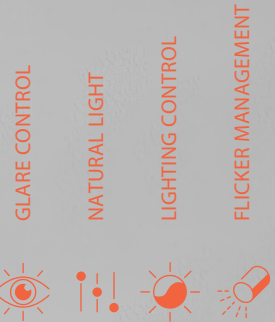 GLARE CONTROL
NATURAL LIGHT
LIGHTING CONTROL
FLICKER MANAGEMENT